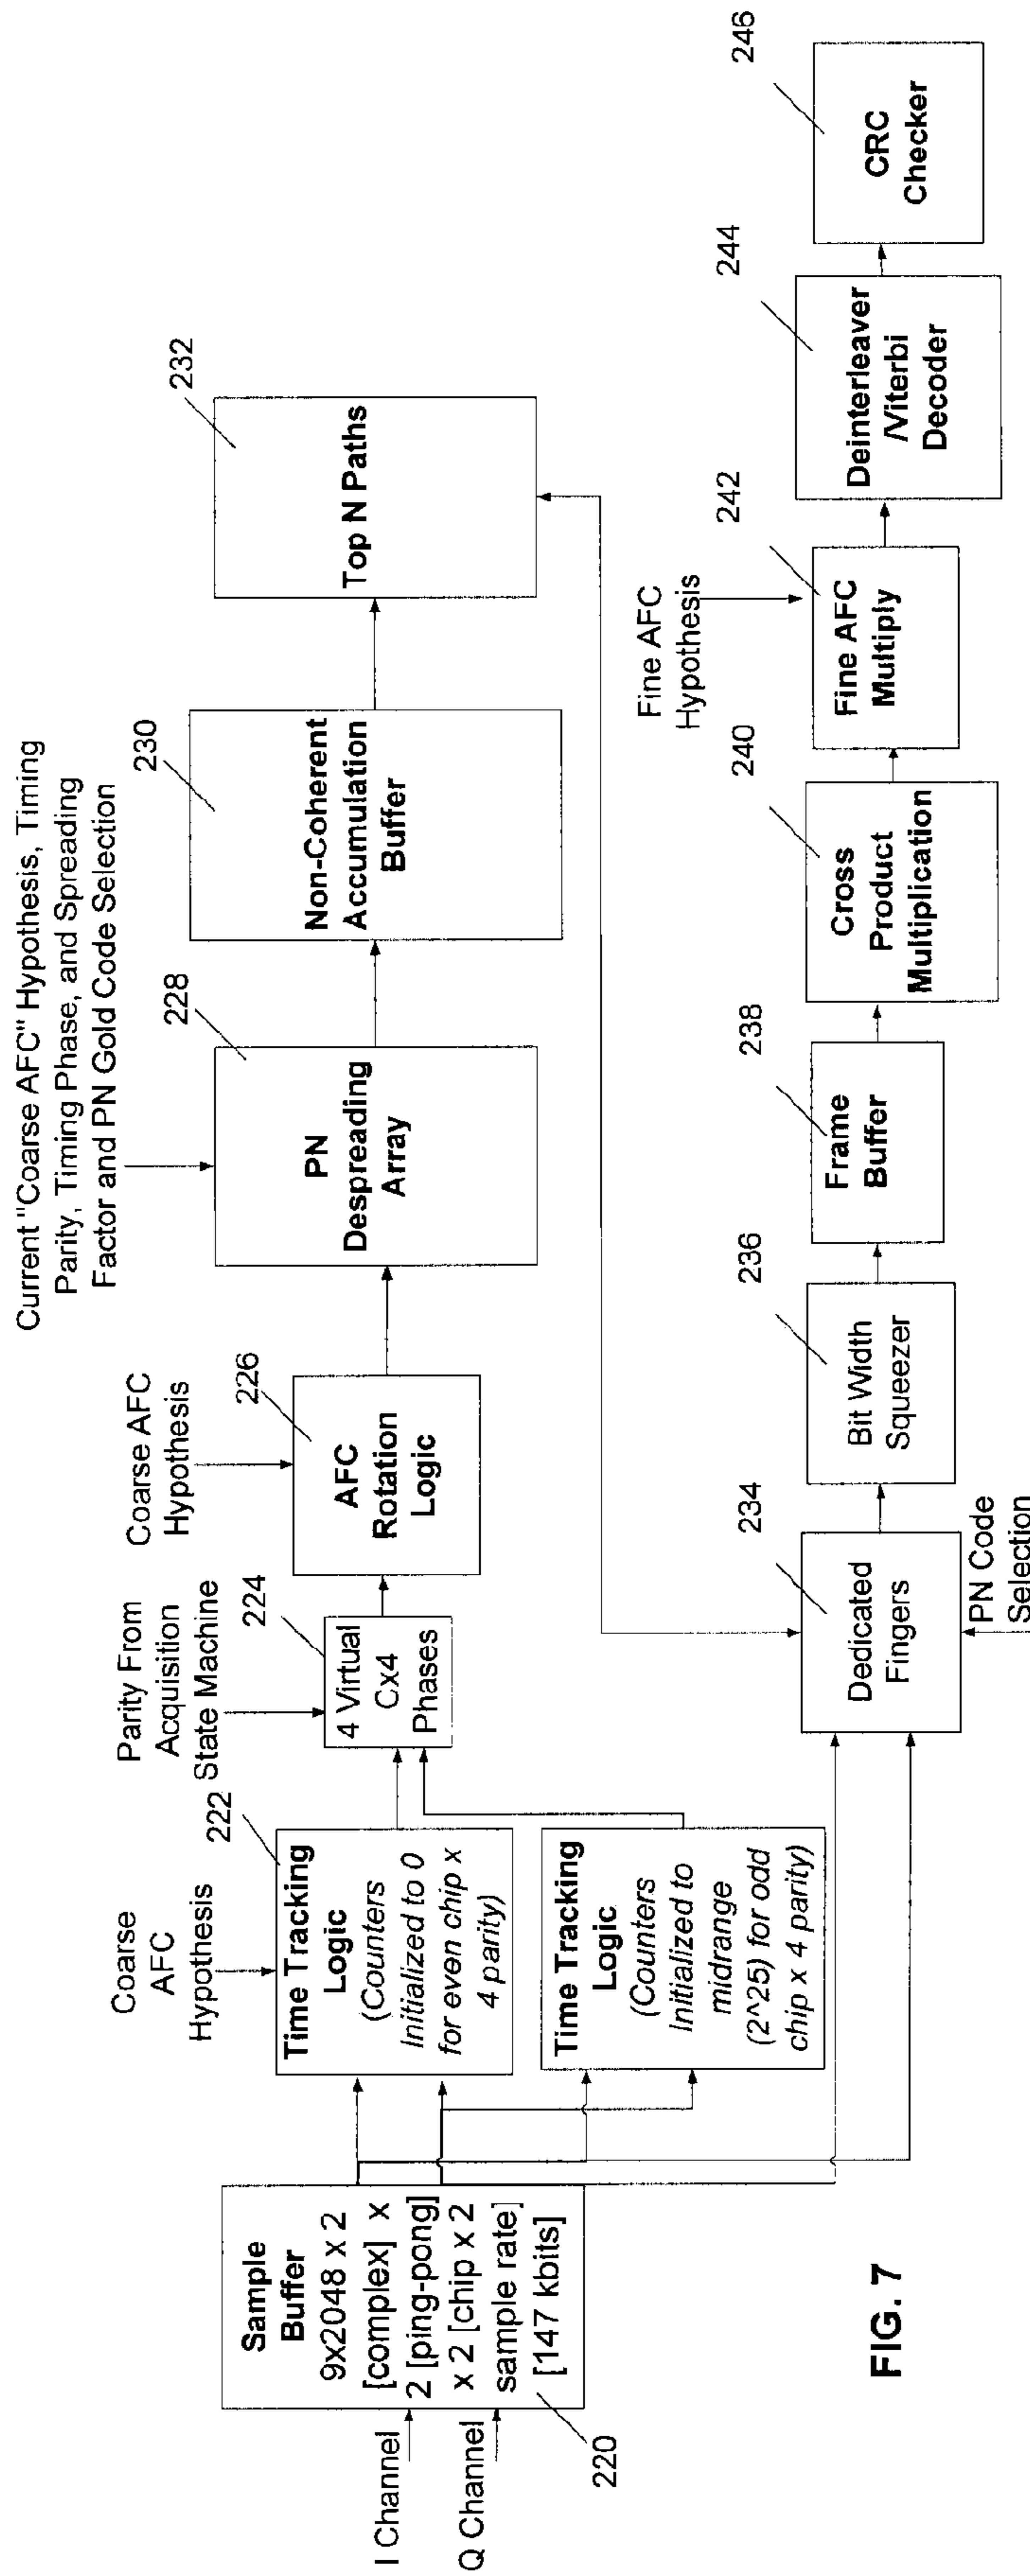 Current "Coarse AFC" Hypothesis, Timing
Parity, Timing Phase, and Spreading
Factor and PN Gold Code Selection
I Channel
Q Channel
Sample
Buffer
9x2048 x 2
[complex] x
2 [ping-pong]
x 2 [chip x 2
sample rate]
[147 kbits]
220
Coarse
AFC
Hypothesis
222
Time Tracking
Logic
(Counters
Initialized to 0
for even chip x
4 parity)
Time Tracking
Logic
(Counters
Initialized to
midrange
(2^25) for odd
chip x 4 parity)
Parity From
Acquisition
State Machine
224
4 Virtual
Cx4
Phases
Coarse AFC
Hypothesis
226
AFC
Rotation
Logic
228
PN
Despreading
Array
230
Non-Coherent
Accumulation
Buffer
232
Top N Paths
234
Dedicated
Fingers
PN Code
Selection
236
Bit Width
Squeezer
238
Frame
Buffer
240
Cross
Product
Multiplication
Fine AFC
Hypothesis
242
Fine AFC
Multiply
244
Deinterleaver
/Viterbi
Decoder
246
CRC
Checker
FIG. 7